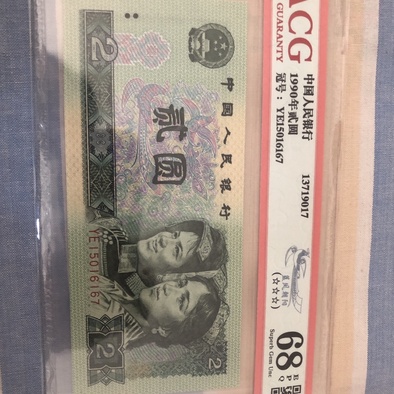 ACG
GUARANTY
中国人民银行
1990年贰圆
冠号：YE15016167
13719017
(☆☆☆)
68 E
P
Q
Superb Gem Unc
2
中国人民银行
贰圆
YE15016167
2
2